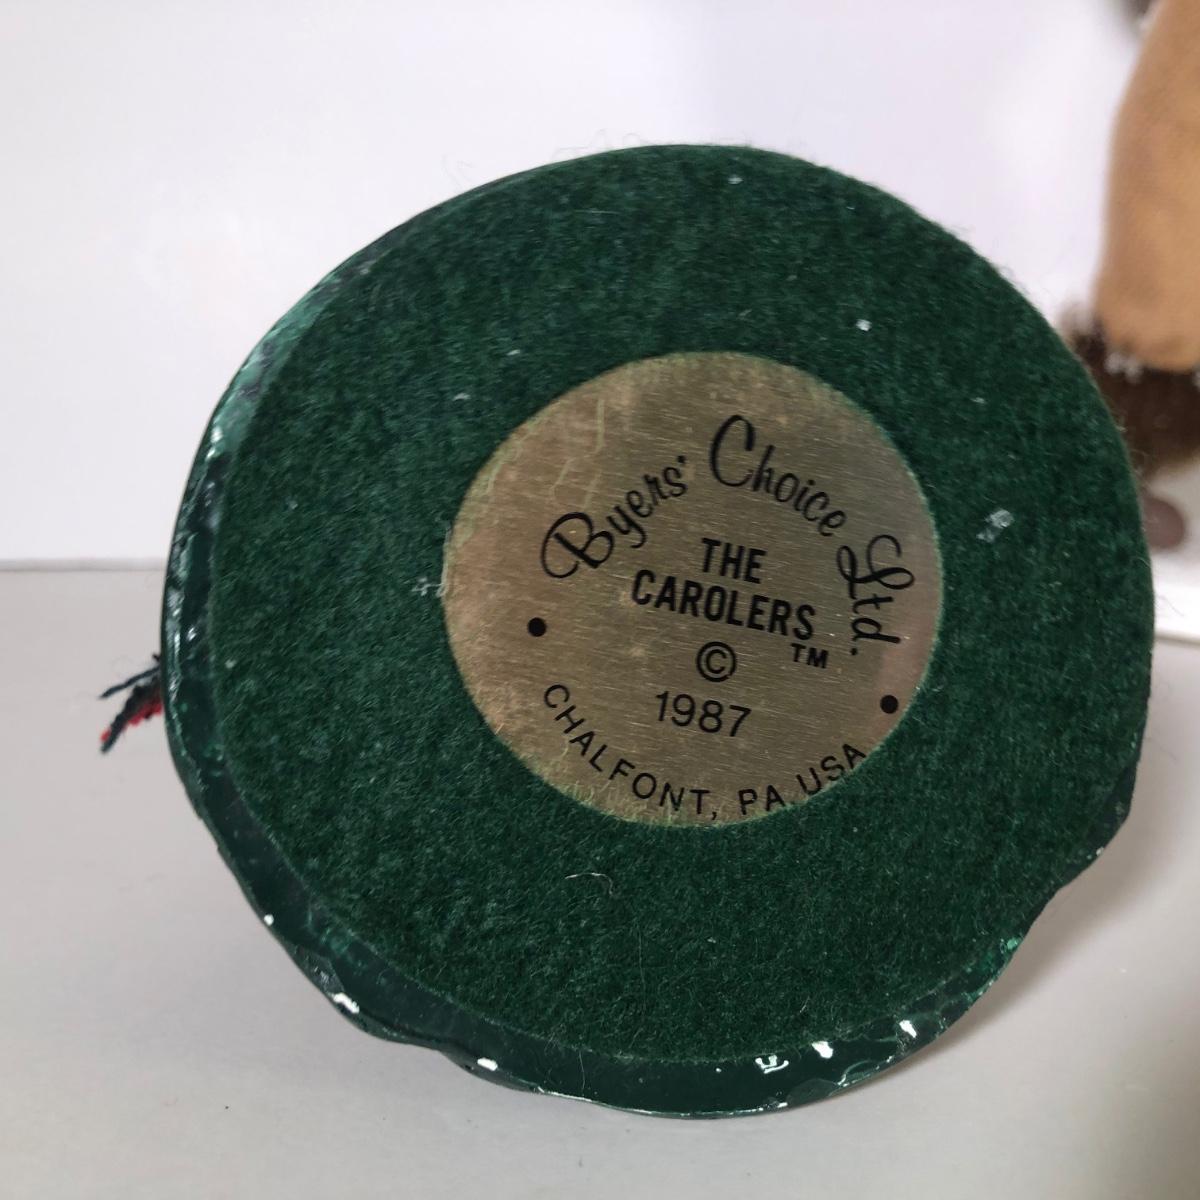 Byers' Choice Ltd.
THE
CAROLERS
TM
©
1987
CHALFONT, PA. USA